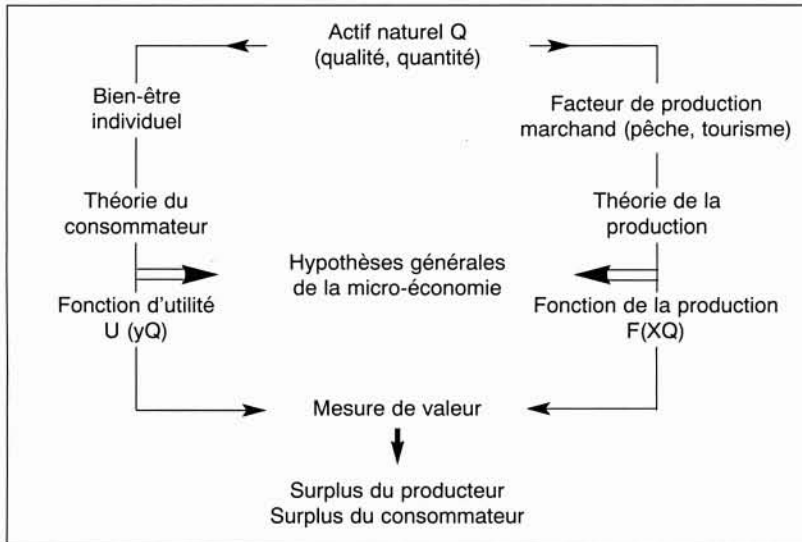 Actif naturel Q
(qualité, quantité)
Bien-être
individuel
Facteur de production
marchand (pêche, tourisme)
Théorie du
consommateur
Théorie de la
production
Hypothèses générales
de la micro-économie
Fonction d'utilité
U (yQ)
Fonction de la production
F(XQ)
Mesure de valeur
Surplus du producteur
Surplus du consommateur